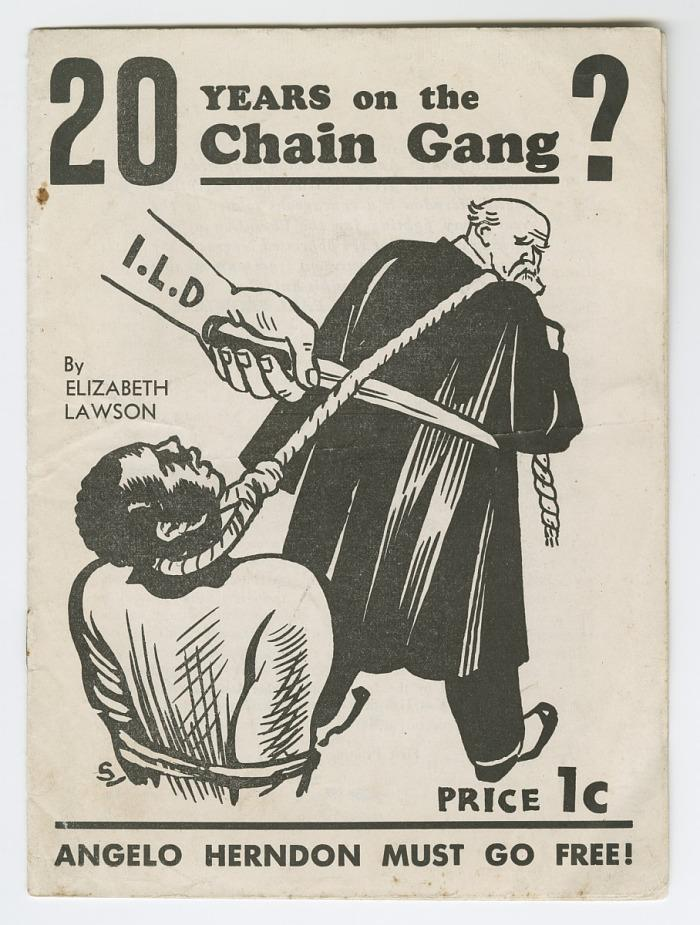 20 YEARS on the
Chain Gang ?
I.L.D
By
ELIZABETH
LAWSON
S
PRICE 1c
ANGELO HERNDON MUST GO FREE!